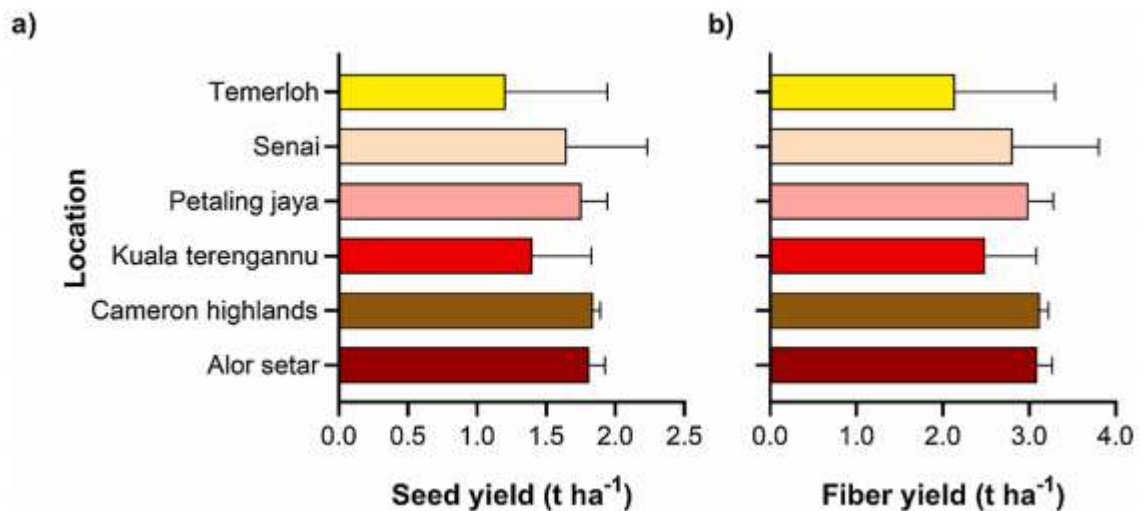 a)
b)
Location
Temerloh
Senai
Petaling jaya
Kuala terengannu
Cameron highlands
Alor setar
0.0 0.5 1.0 1.5 2.0 2.5
Seed yield (t ha⁻¹)
0.0 1.0 2.0 3.0 4.0
Fiber yield (t ha⁻¹)